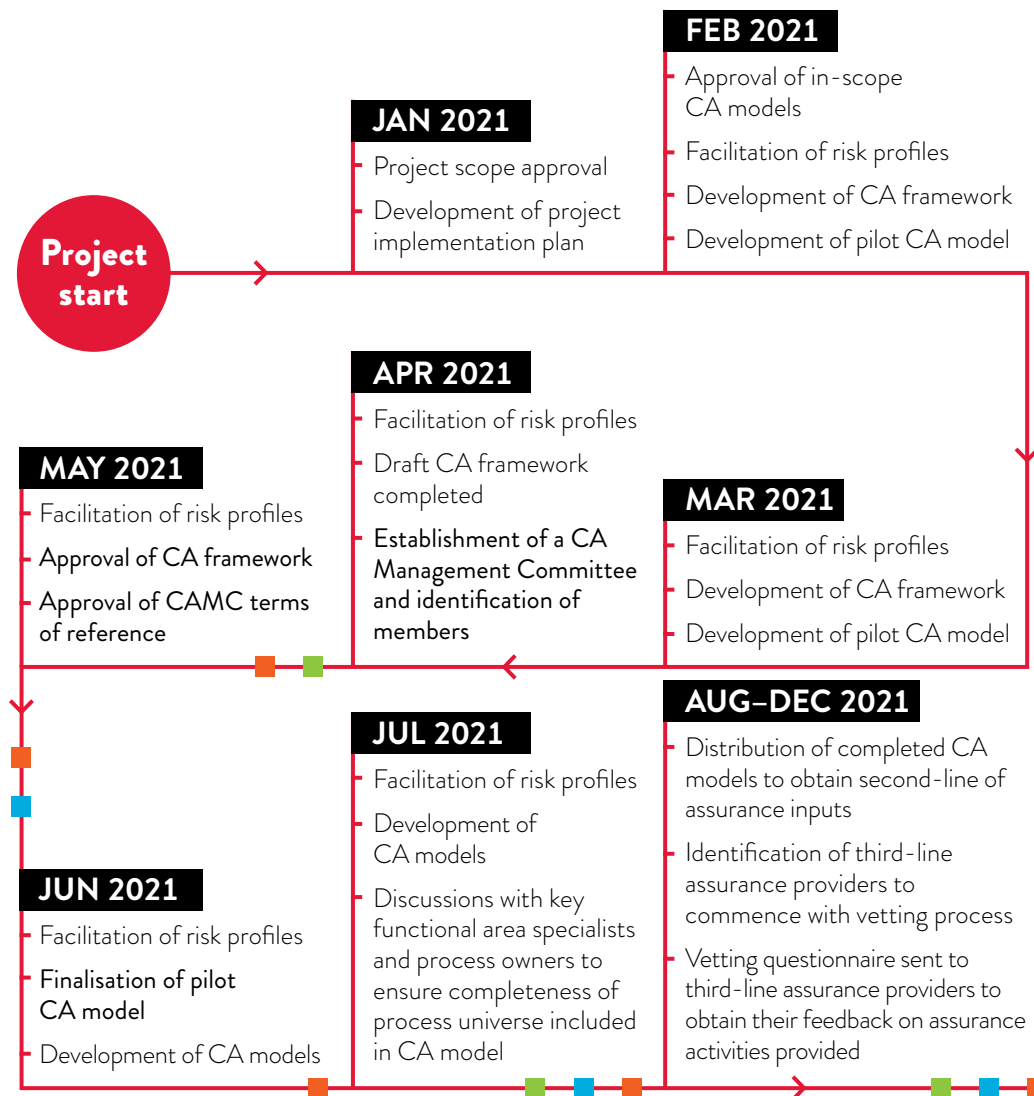 Project
start
JAN 2021
Project scope approval
Development of project
implementation plan
FEB 2021
Approval of in-scope
CA models
Facilitation of risk profiles
Development of CA framework
Development of pilot CA model
MAR 2021
Facilitation of risk profiles
Development of CA framework
Development of pilot CA model
APR 2021
Facilitation of risk profiles
Draft CA framework
completed
Establishment of a CA
Management Committee
and identification of
members
MAY 2021
Facilitation of risk profiles
Approval of CA framework
Approval of CAMC terms
of reference
JUN 2021
Facilitation of risk profiles
Finalisation of pilot
CA model
Development of CA models
JUL 2021
Facilitation of risk profiles
Development of
CA models
Discussions with key
functional area specialists
and process owners to
ensure completeness of
process universe included
in CA model
AUG–DEC 2021
Distribution of completed CA
models to obtain second-line of
assurance inputs
Identification of third-line
assurance providers to
commence with vetting process
Vetting questionnaire sent to
third-line assurance providers to
obtain their feedback on assurance
activities provided